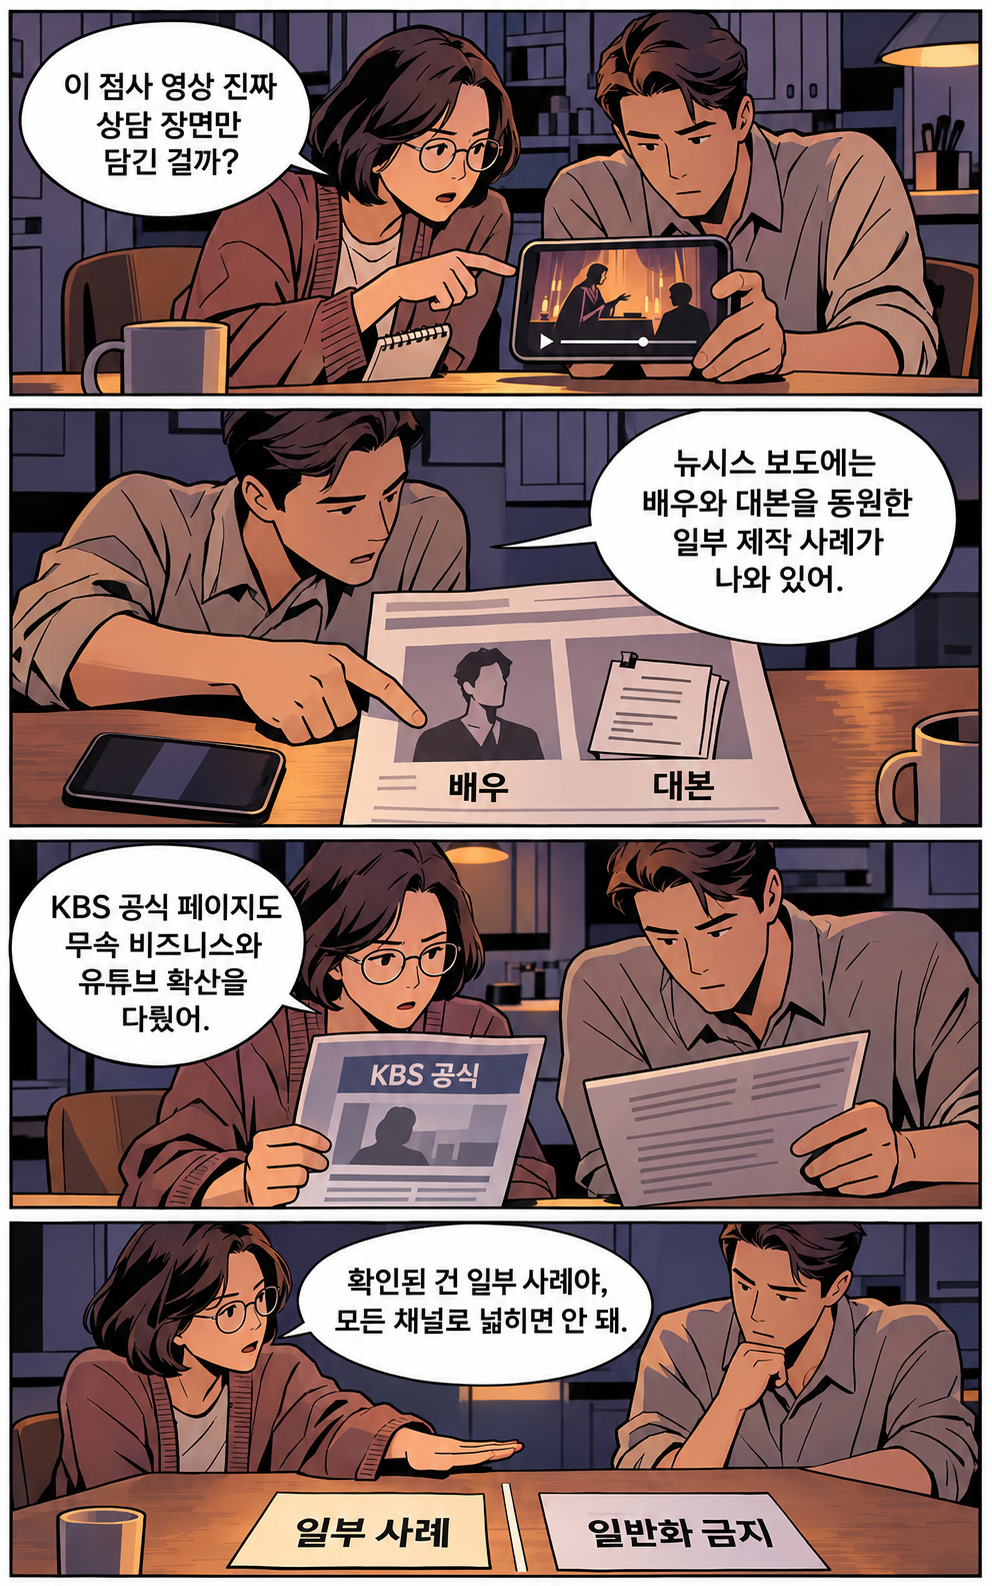 이 점사 영상 진짜
상담 장면만
담긴 걸까?
뉴시스 보도에는
배우와 대본을 동원한
일부 제작 사례가
나와 있어.
배우
대본
KBS 공식 페이지도
무속 비즈니스와
유튜브 확산을
다뤘어.
KBS 공식
확인된 건 일부 사례야,
모든 채널로 넓히면 안 돼.
일부 사례
일반화 금지